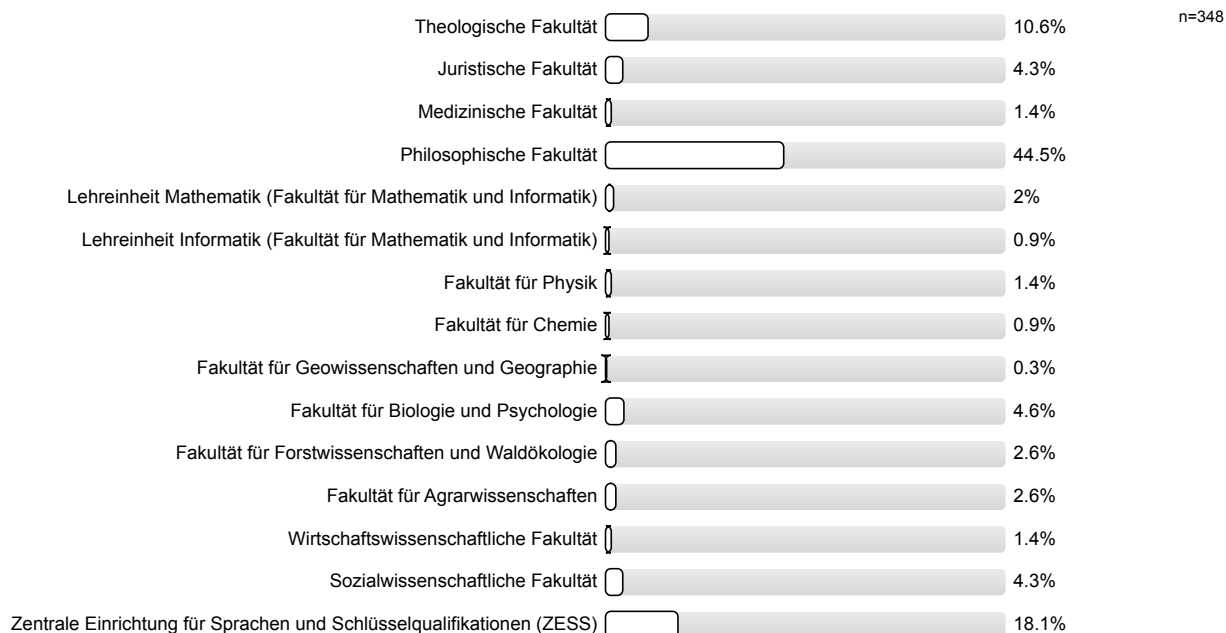 Theologische Fakultät 10.6% n=348
Juristische Fakultät 4.3%
Medizinische Fakultät 1.4%
Philosophische Fakultät 44.5%
Lehreinheit Mathematik (Fakultät für Mathematik und Informatik) 2%
Lehreinheit Informatik (Fakultät für Mathematik und Informatik) 0.9%
Fakultät für Physik 1.4%
Fakultät für Chemie 0.9%
Fakultät für Geowissenschaften und Geographie 0.3%
Fakultät für Biologie und Psychologie 4.6%
Fakultät für Forstwissenschaften und Waldökologie 2.6%
Fakultät für Agrarwissenschaften 2.6%
Wirtschaftswissenschaftliche Fakultät 1.4%
Sozialwissenschaftliche Fakultät 4.3%
Zentrale Einrichtung für Sprachen und Schlüsselqualifikationen (ZESS) 18.1%